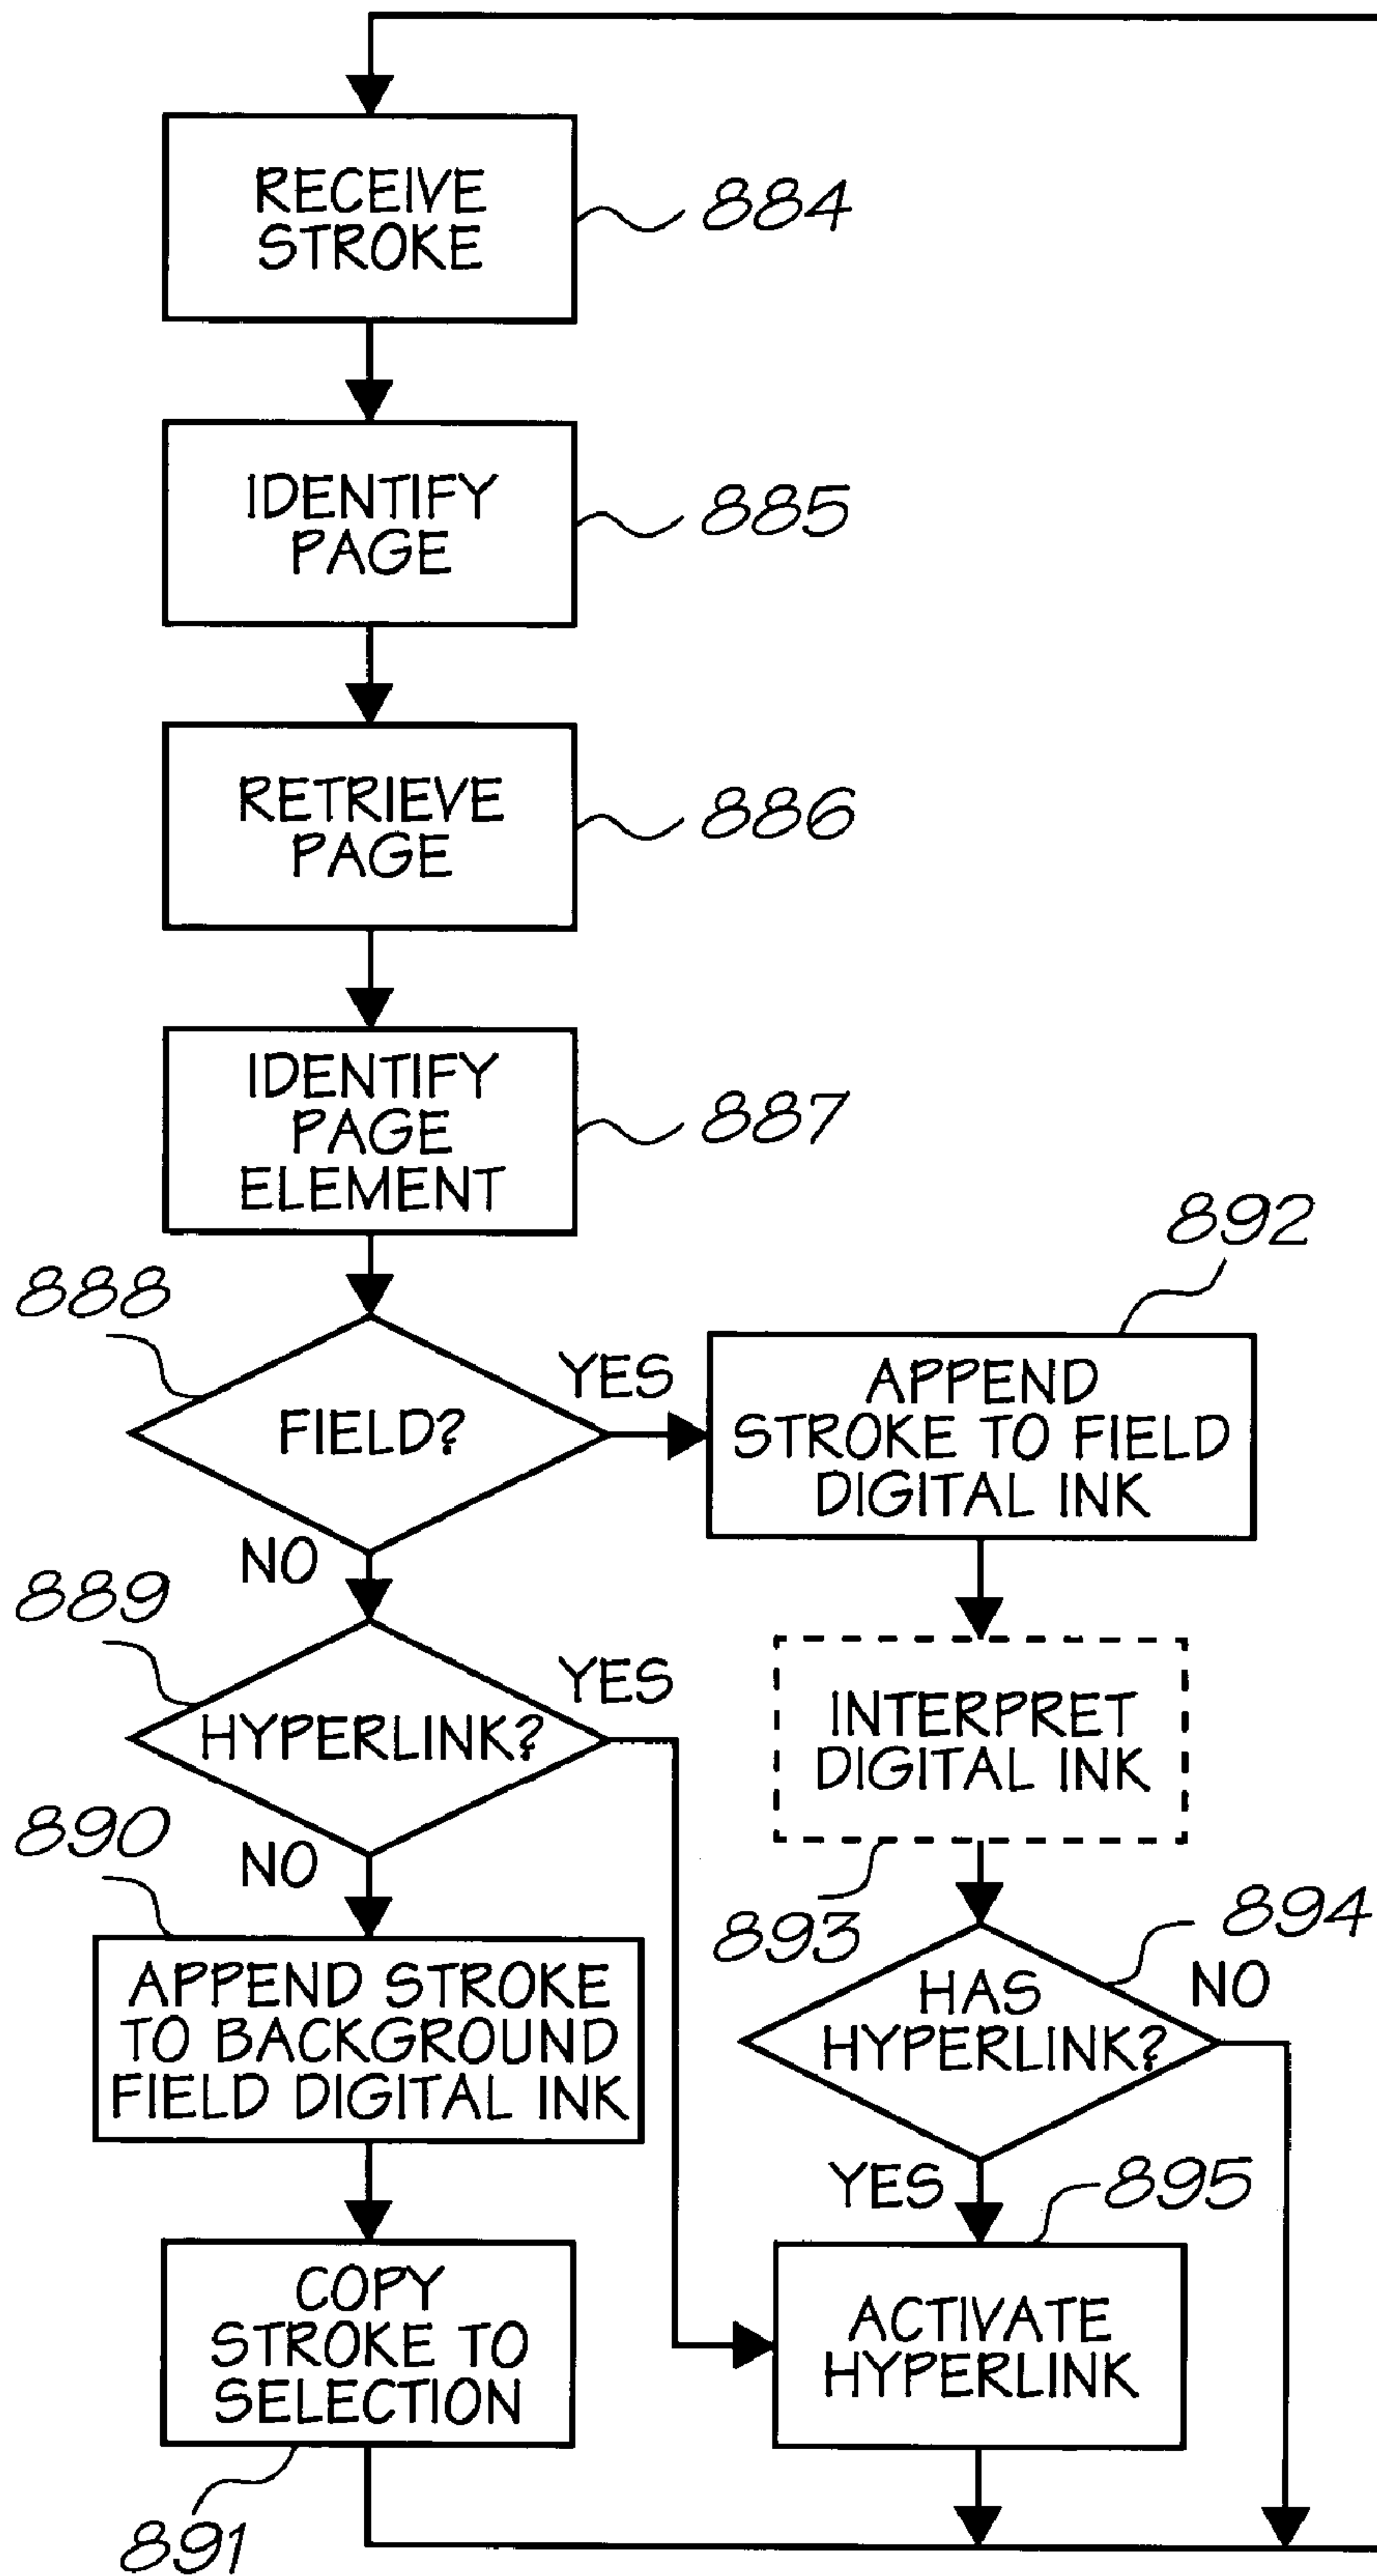 RECEIVE
STROKE
884
IDENTIFY
PAGE
885
RETRIEVE
PAGE
886
IDENTIFY
PAGE
ELEMENT
887
888
FIELD?
YES
NO
892
APPEND
STROKE TO FIELD
DIGITAL INK
889
HYPERLINK?
YES
NO
INTERPRET
DIGITAL INK
893
890
APPEND STROKE
TO BACKGROUND
FIELD DIGITAL INK
894
HAS
HYPERLINK?
NO
YES
895
COPY
STROKE TO
SELECTION
891
ACTIVATE
HYPERLINK